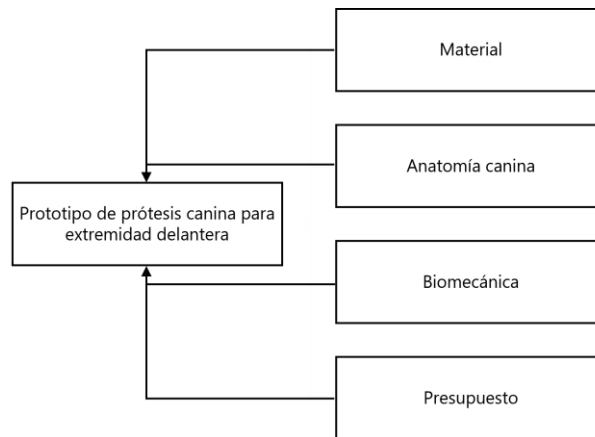 Material
Anatomía canina
Prototipo de prótesis canina para
extremidad delantera
Biomecánica
Presupuesto